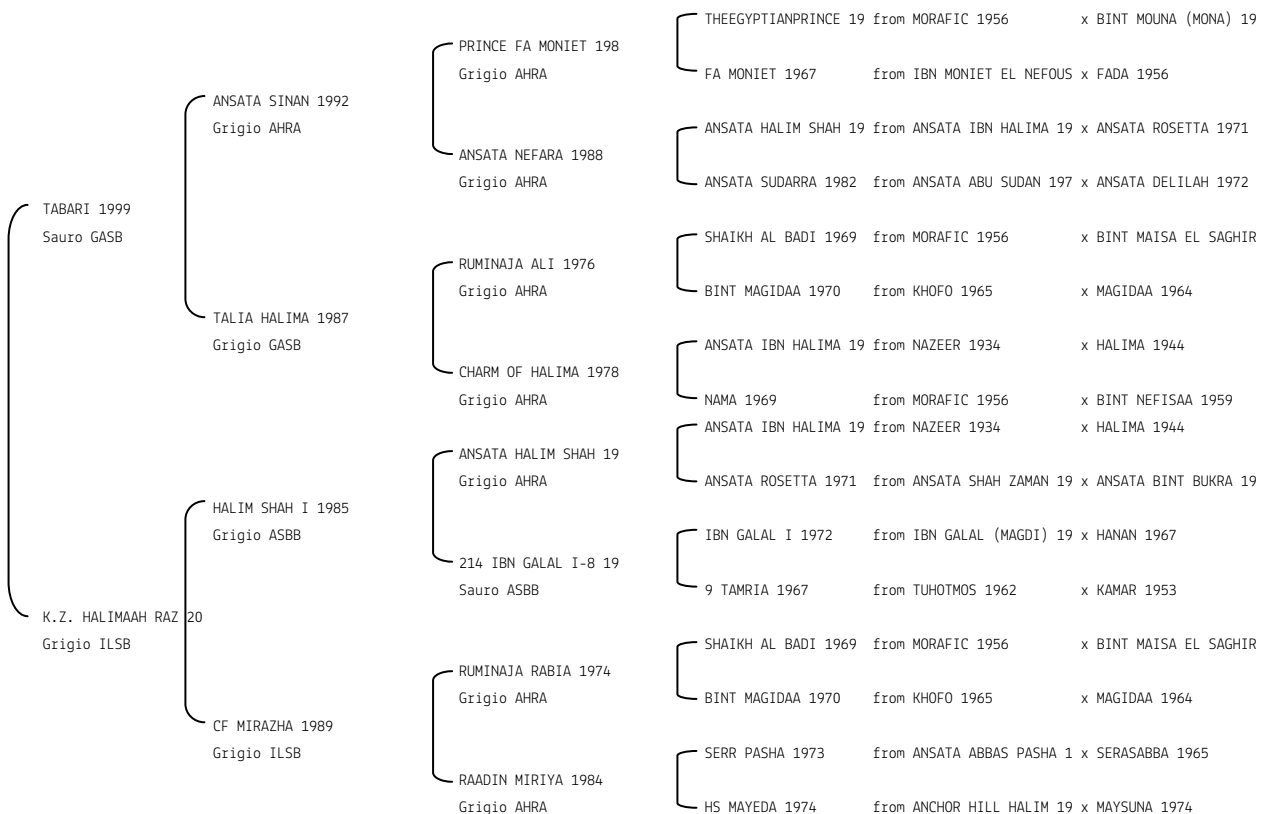 THEEGYPTIANPRINCE 19 from MORAFIC 1956 x BINT MOUNA (MONA) 19
PRINCE FA MONIET 198
Grigio AHRA FA MONIET 1967 from IBN MONIET EL NEFOUS x FADA 1956
ANSATA SINAN 1992
Grigio AHRA ANSATA HALIM SHAH 19 from ANSATA IBN HALIMA 19 x ANSATA ROSETTA 1971
ANSATA NEFARA 1988
Grigio AHRA ANSATA SUDARRA 1982 from ANSATA ABU SUDAN 197 x ANSATA DELILAH 1972
TABARI 1999
Sauro GASB SHAIKH AL BADI 1969 from MORAFIC 1956 x BINT MAISA EL SAGHIR
RUMINAJA ALI 1976
Grigio AHRA BINT MAGIDAA 1970 from KHOFO 1965 x MAGIDAA 1964
TALIA HALIMA 1987
Grigio GASB ANSATA IBN HALIMA 19 from NAZEER 1934 x HALIMA 1944
CHARM OF HALIMA 1978
Grigio AHRA NAMA 1969 from MORAFIC 1956 x BINT NEFISAA 1959
ANSATA IBN HALIMA 19 from NAZEER 1934 x HALIMA 1944
ANSATA HALIM SHAH 19
Grigio AHRA ANSATA ROSETTA 1971 from ANSATA SHAH ZAMAN 19 x ANSATA BINT BUKRA 19
HALIM SHAH I 1985
Grigio ASBB IBN GALAL I 1972 from IBN GALAL (MAGDI) 19 x HANAN 1967
214 IBN GALAL I-8 19
Sauro ASBB 9 TAMRIA 1967 from TUHOTMOS 1962 x KAMAR 1953
K.Z. HALIMAAH RAZ 20
Grigio ILSB SHAIKH AL BADI 1969 from MORAFIC 1956 x BINT MAISA EL SAGHIR
RUMINAJA RABIA 1974
Grigio AHRA BINT MAGIDAA 1970 from KHOFO 1965 x MAGIDAA 1964
CF MIRAZHA 1989
Grigio ILSB SERR PASHA 1973 from ANSATA ABBAS PASHA 1 x SERASABBA 1965
RAADIN MIRIYA 1984
Grigio AHRA HS MAYEDA 1974 from ANCHOR HILL HALIM 19 x MAYSUNA 1974